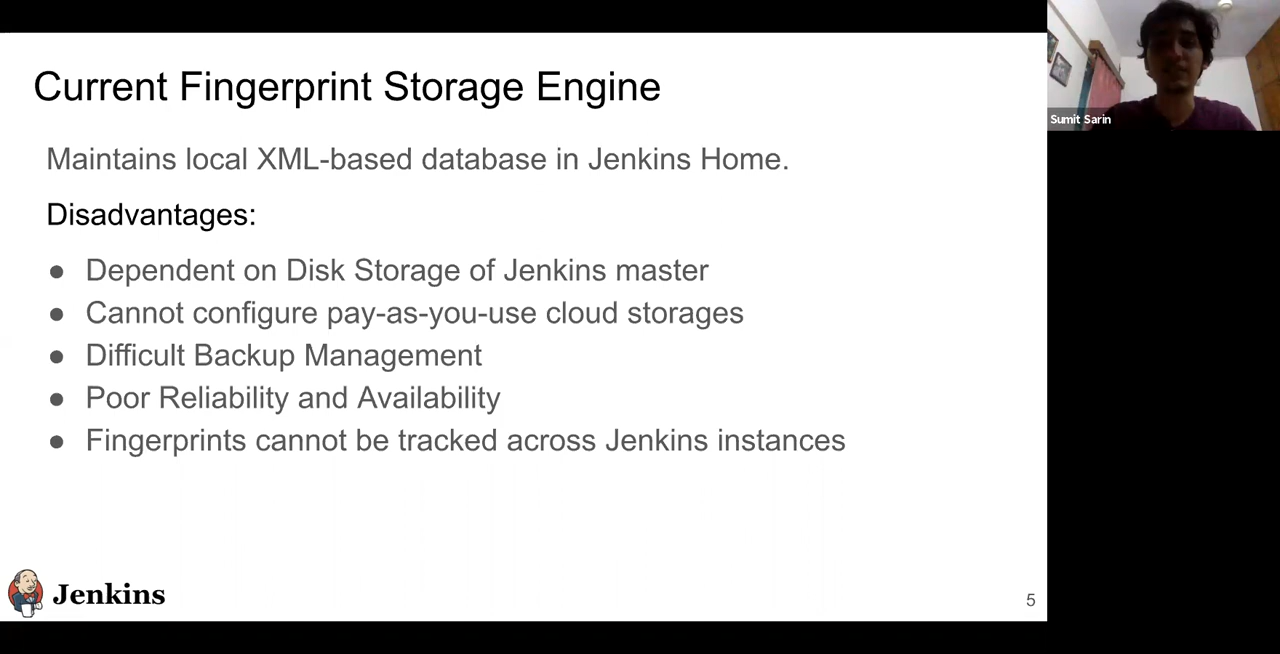 Current Fingerprint Storage Engine
Maintains local XML-based database in Jenkins Home.
Disadvantages:
● Dependent on Disk Storage of Jenkins master
● Cannot configure pay-as-you-use cloud storages
● Difficult Backup Management
● Poor Reliability and Availability
● Fingerprints cannot be tracked across Jenkins instances
Jenkins
5
Sumit Sarin